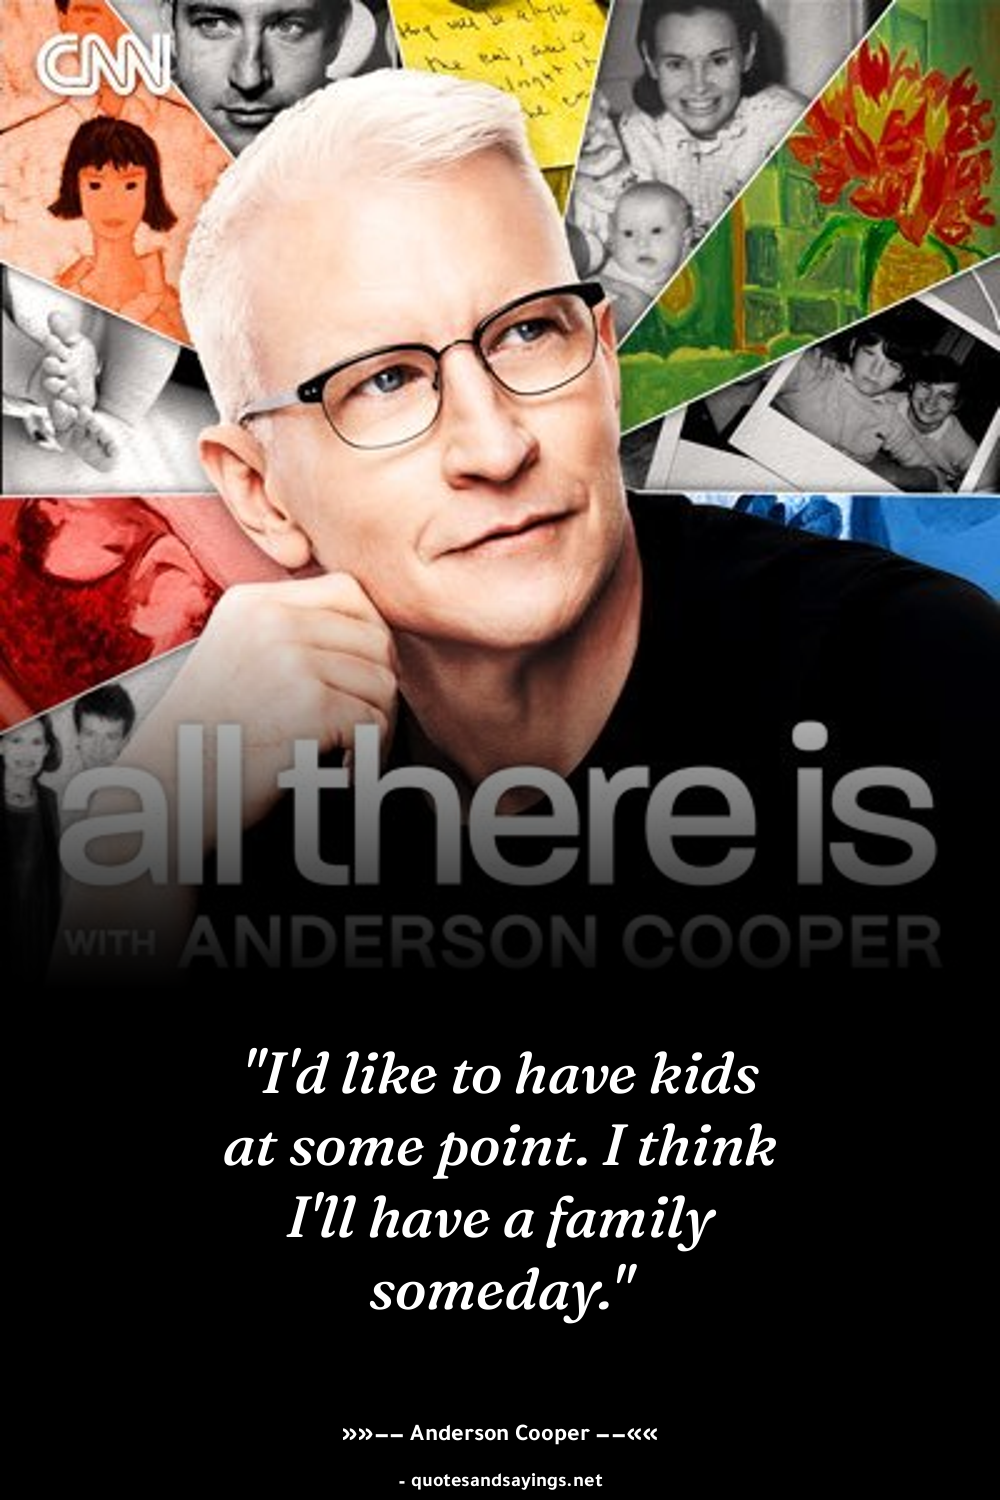 CNN
all there is
WITH ANDERSON COOPER
"I'd like to have kids
at some point. I think
I'll have a family
someday."
»»-- Anderson Cooper --««
- quotesandsayings.net